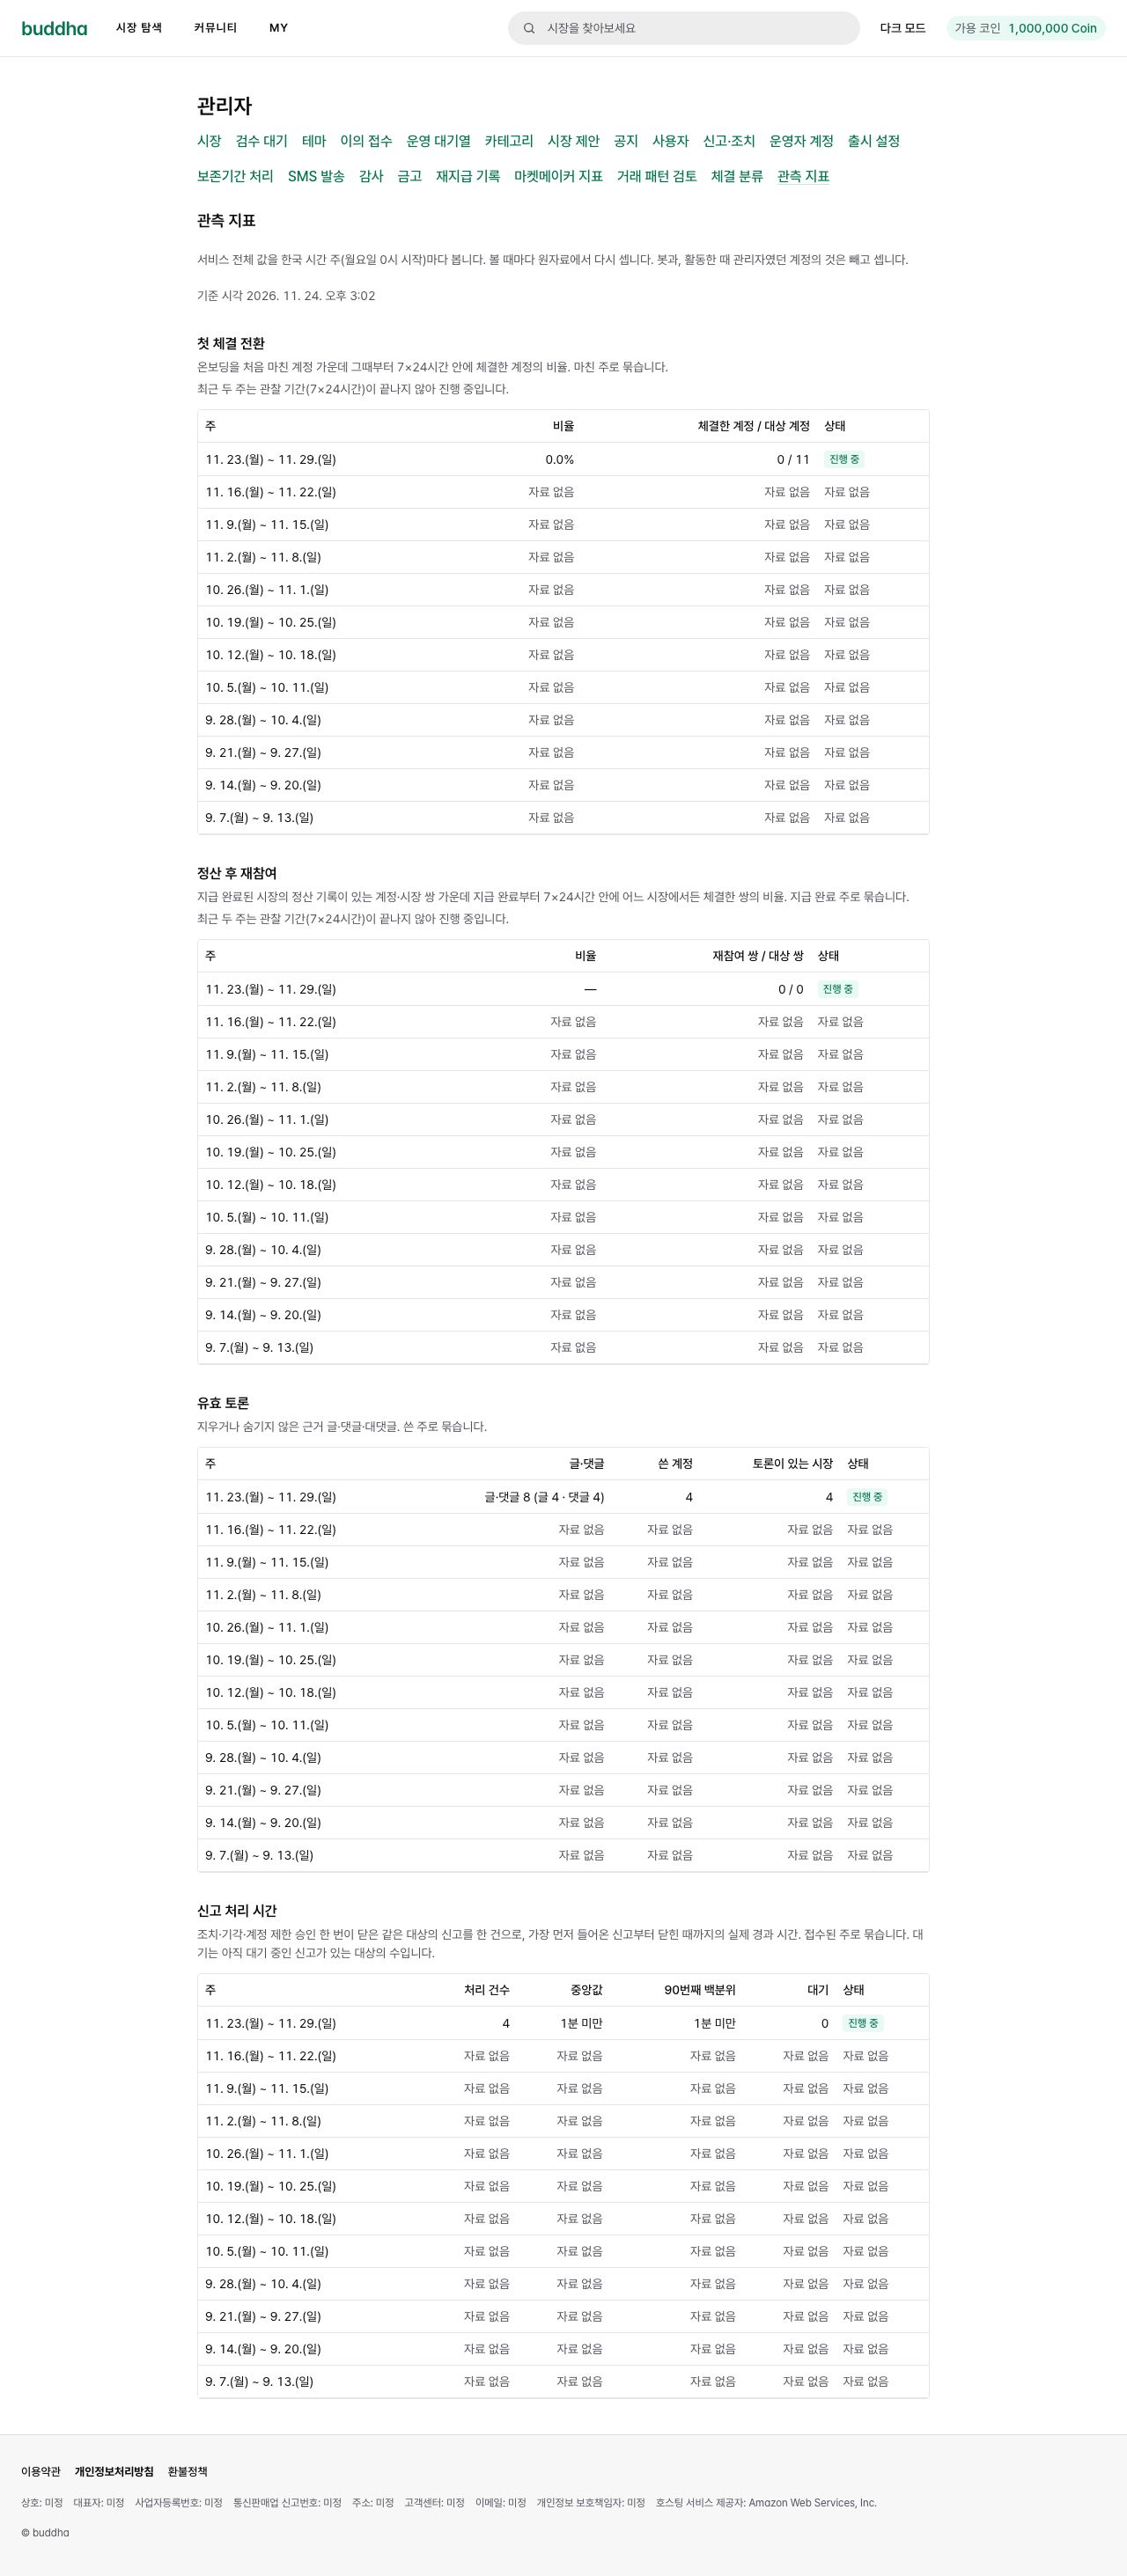 buddha 시장 탐색 커뮤니티 MY 시장을 찾아보세요 다크 모드 가용 코인 1,000,000 Coin
관리자
시장 검수 대기 테마 이의 접수 운영 대기열 카테고리 시장 제안 공지 사용자 신고·조치 운영자 계정 출시 설정
보존기간 처리 SMS 발송 감사 금고 재지급 기록 마켓메이커 지표 거래 패턴 검토 체결 분류 관측 지표
관측 지표
서비스 전체 값을 한국 시간 주(월요일 0시 시작)마다 봅니다. 볼 때마다 원자료에서 다시 셉니다. 봇과, 활동한 때 관리자였던 계정의 것은 빼고 셉니다.
기준 시각 2026. 11. 24. 오후 3:02
첫 체결 전환
온보딩을 처음 마친 계정 가운데 그때부터 7×24시간 안에 체결한 계정의 비율. 마친 주로 묶습니다.
최근 두 주는 관찰 기간(7×24시간)이 끝나지 않아 진행 중입니다.
주 비율 체결한 계정 / 대상 계정 상태
11. 23.(월) ~ 11. 29.(일) 0.0% 0 / 11 진행 중
11. 16.(월) ~ 11. 22.(일) 자료 없음 자료 없음 자료 없음
11. 9.(월) ~ 11. 15.(일) 자료 없음 자료 없음 자료 없음
11. 2.(월) ~ 11. 8.(일) 자료 없음 자료 없음 자료 없음
10. 26.(월) ~ 11. 1.(일) 자료 없음 자료 없음 자료 없음
10. 19.(월) ~ 10. 25.(일) 자료 없음 자료 없음 자료 없음
10. 12.(월) ~ 10. 18.(일) 자료 없음 자료 없음 자료 없음
10. 5.(월) ~ 10. 11.(일) 자료 없음 자료 없음 자료 없음
9. 28.(월) ~ 10. 4.(일) 자료 없음 자료 없음 자료 없음
9. 21.(월) ~ 9. 27.(일) 자료 없음 자료 없음 자료 없음
9. 14.(월) ~ 9. 20.(일) 자료 없음 자료 없음 자료 없음
9. 7.(월) ~ 9. 13.(일) 자료 없음 자료 없음 자료 없음
정산 후 재참여
지급 완료된 시장의 정산 기록이 있는 계정·시장 쌍 가운데 지급 완료부터 7×24시간 안에 어느 시장에서든 체결한 쌍의 비율. 지급 완료 주로 묶습니다.
최근 두 주는 관찰 기간(7×24시간)이 끝나지 않아 진행 중입니다.
주 비율 재참여 쌍 / 대상 쌍 상태
11. 23.(월) ~ 11. 29.(일) — 0 / 0 진행 중
11. 16.(월) ~ 11. 22.(일) 자료 없음 자료 없음 자료 없음
11. 9.(월) ~ 11. 15.(일) 자료 없음 자료 없음 자료 없음
11. 2.(월) ~ 11. 8.(일) 자료 없음 자료 없음 자료 없음
10. 26.(월) ~ 11. 1.(일) 자료 없음 자료 없음 자료 없음
10. 19.(월) ~ 10. 25.(일) 자료 없음 자료 없음 자료 없음
10. 12.(월) ~ 10. 18.(일) 자료 없음 자료 없음 자료 없음
10. 5.(월) ~ 10. 11.(일) 자료 없음 자료 없음 자료 없음
9. 28.(월) ~ 10. 4.(일) 자료 없음 자료 없음 자료 없음
9. 21.(월) ~ 9. 27.(일) 자료 없음 자료 없음 자료 없음
9. 14.(월) ~ 9. 20.(일) 자료 없음 자료 없음 자료 없음
9. 7.(월) ~ 9. 13.(일) 자료 없음 자료 없음 자료 없음
유효 토론
지우거나 숨기지 않은 근거 글·댓글·대댓글. 쓴 주로 묶습니다.
주 글·댓글 쓴 계정 토론이 있는 시장 상태
11. 23.(월) ~ 11. 29.(일) 글·댓글 8 (글 4 · 댓글 4) 4 4 진행 중
11. 16.(월) ~ 11. 22.(일) 자료 없음 자료 없음 자료 없음 자료 없음
11. 9.(월) ~ 11. 15.(일) 자료 없음 자료 없음 자료 없음 자료 없음
11. 2.(월) ~ 11. 8.(일) 자료 없음 자료 없음 자료 없음 자료 없음
10. 26.(월) ~ 11. 1.(일) 자료 없음 자료 없음 자료 없음 자료 없음
10. 19.(월) ~ 10. 25.(일) 자료 없음 자료 없음 자료 없음 자료 없음
10. 12.(월) ~ 10. 18.(일) 자료 없음 자료 없음 자료 없음 자료 없음
10. 5.(월) ~ 10. 11.(일) 자료 없음 자료 없음 자료 없음 자료 없음
9. 28.(월) ~ 10. 4.(일) 자료 없음 자료 없음 자료 없음 자료 없음
9. 21.(월) ~ 9. 27.(일) 자료 없음 자료 없음 자료 없음 자료 없음
9. 14.(월) ~ 9. 20.(일) 자료 없음 자료 없음 자료 없음 자료 없음
9. 7.(월) ~ 9. 13.(일) 자료 없음 자료 없음 자료 없음 자료 없음
신고 처리 시간
조치·기각·계정 제한 승인 한 번이 닫은 같은 대상의 신고를 한 건으로, 가장 먼저 들어온 신고부터 닫힌 때까지의 실제 경과 시간. 접수된 주로 묶습니다. 대
기는 아직 대기 중인 신고가 있는 대상의 수입니다.
주 처리 건수 중앙값 90번째 백분위 대기 상태
11. 23.(월) ~ 11. 29.(일) 4 1분 미만 1분 미만 0 진행 중
11. 16.(월) ~ 11. 22.(일) 자료 없음 자료 없음 자료 없음 자료 없음 자료 없음
11. 9.(월) ~ 11. 15.(일) 자료 없음 자료 없음 자료 없음 자료 없음 자료 없음
11. 2.(월) ~ 11. 8.(일) 자료 없음 자료 없음 자료 없음 자료 없음 자료 없음
10. 26.(월) ~ 11. 1.(일) 자료 없음 자료 없음 자료 없음 자료 없음 자료 없음
10. 19.(월) ~ 10. 25.(일) 자료 없음 자료 없음 자료 없음 자료 없음 자료 없음
10. 12.(월) ~ 10. 18.(일) 자료 없음 자료 없음 자료 없음 자료 없음 자료 없음
10. 5.(월) ~ 10. 11.(일) 자료 없음 자료 없음 자료 없음 자료 없음 자료 없음
9. 28.(월) ~ 10. 4.(일) 자료 없음 자료 없음 자료 없음 자료 없음 자료 없음
9. 21.(월) ~ 9. 27.(일) 자료 없음 자료 없음 자료 없음 자료 없음 자료 없음
9. 14.(월) ~ 9. 20.(일) 자료 없음 자료 없음 자료 없음 자료 없음 자료 없음
9. 7.(월) ~ 9. 13.(일) 자료 없음 자료 없음 자료 없음 자료 없음 자료 없음
이용약관 개인정보처리방침 환불정책
상호: 미정 대표자: 미정 사업자등록번호: 미정 통신판매업 신고번호: 미정 주소: 미정 고객센터: 미정 이메일: 미정 개인정보 보호책임자: 미정 호스팅 서비스 제공자: Amazon Web Services, Inc.
© buddha